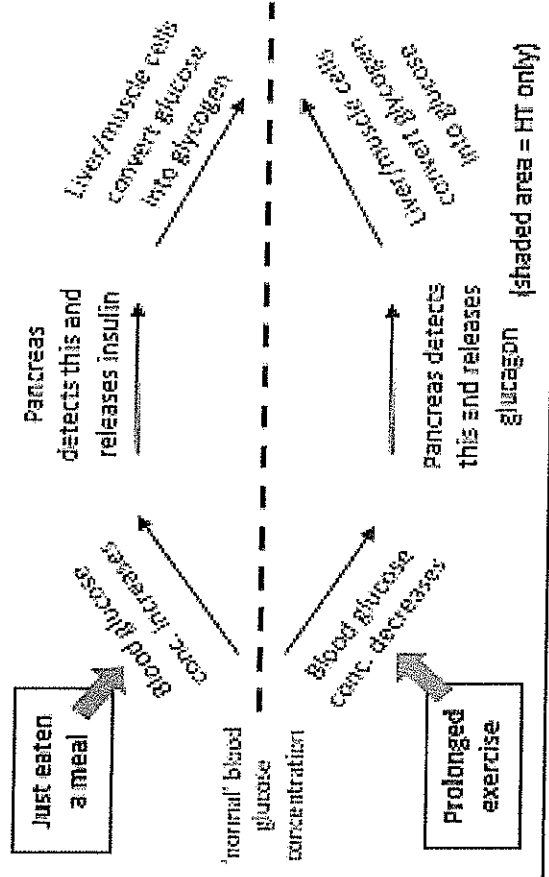 Just eaten
a meal
Blood glucose
conc. increases
Pancreas
detects this and
releases insulin
Liver/muscle cells
convert glucose
into glycogen
'normal' blood
glucose
concentration
Prolonged
exercise
Blood glucose
conc. decreases
Pancreas detects
this and releases
glucagon
Liver/muscle cells
convert glycogen
into glucose
(shaded area = HT only)